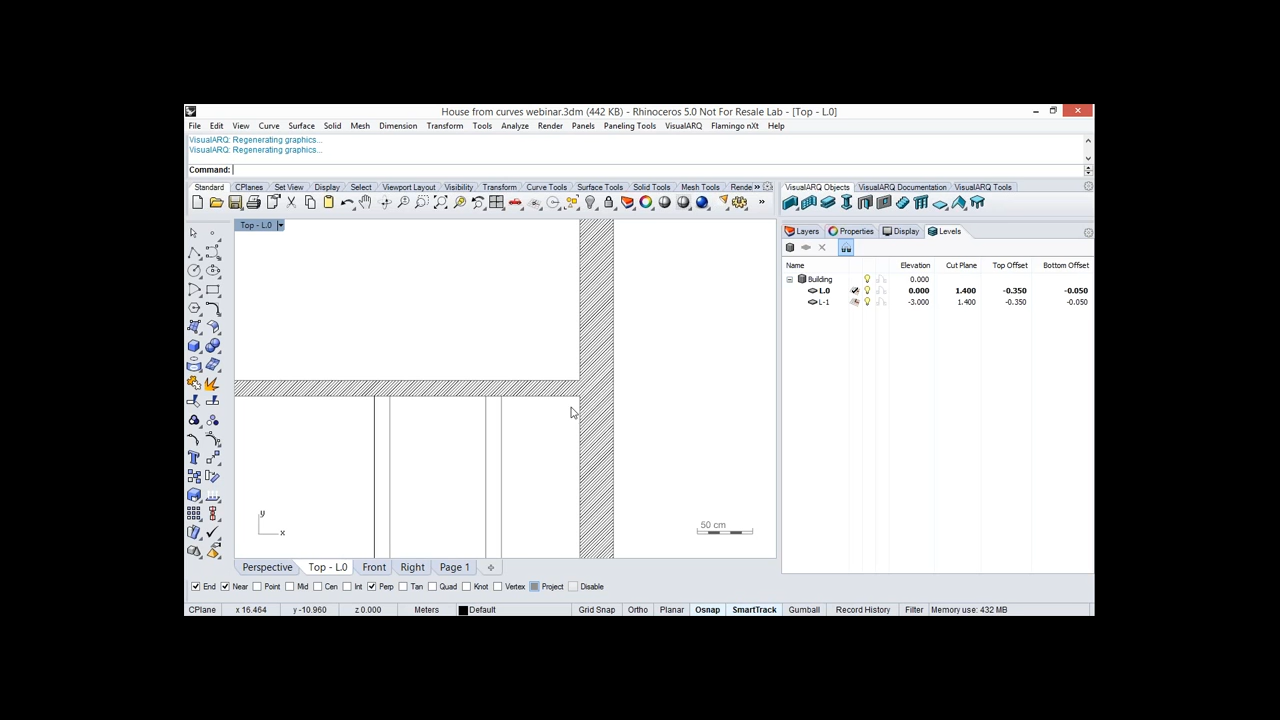 House from curves webinar.3dm (442 KB) - Rhinoceros 5.0 Not For Resale Lab - [Top - L.0]
File Edit View Curve Surface Solid Mesh Dimension Transform Tools Analyze Render Panels Paneling Tools VisualARQ Flamingo nXt Help
VisualARQ: Regenerating graphics...
VisualARQ: Regenerating graphics...
Command:
Standard CPlanes Set View Display Select Viewport Layout Visibility Transform Curve Tools Surface Tools Solid Tools Mesh Tools Rende » VisualARQ Objects VisualARQ Documentation VisualARQ Tools
Top - L.0
Layers Properties Display Levels
Name Elevation Cut Plane Top Offset Bottom Offset
Building 0.000
L.0 0.000 1.400 -0.350 -0.050
L-1 -3.000 1.400 -0.350 -0.050
y
x
50 cm
Perspective Top - L.0 Front Right Page 1
End Near Point Mid Cen Int Perp Tan Quad Knot Vertex Project Disable
CPlane x 16.464 y -10.960 z 0.000 Meters Default Grid Snap Ortho Planar Osnap SmartTrack Gumball Record History Filter Memory use: 432 MB